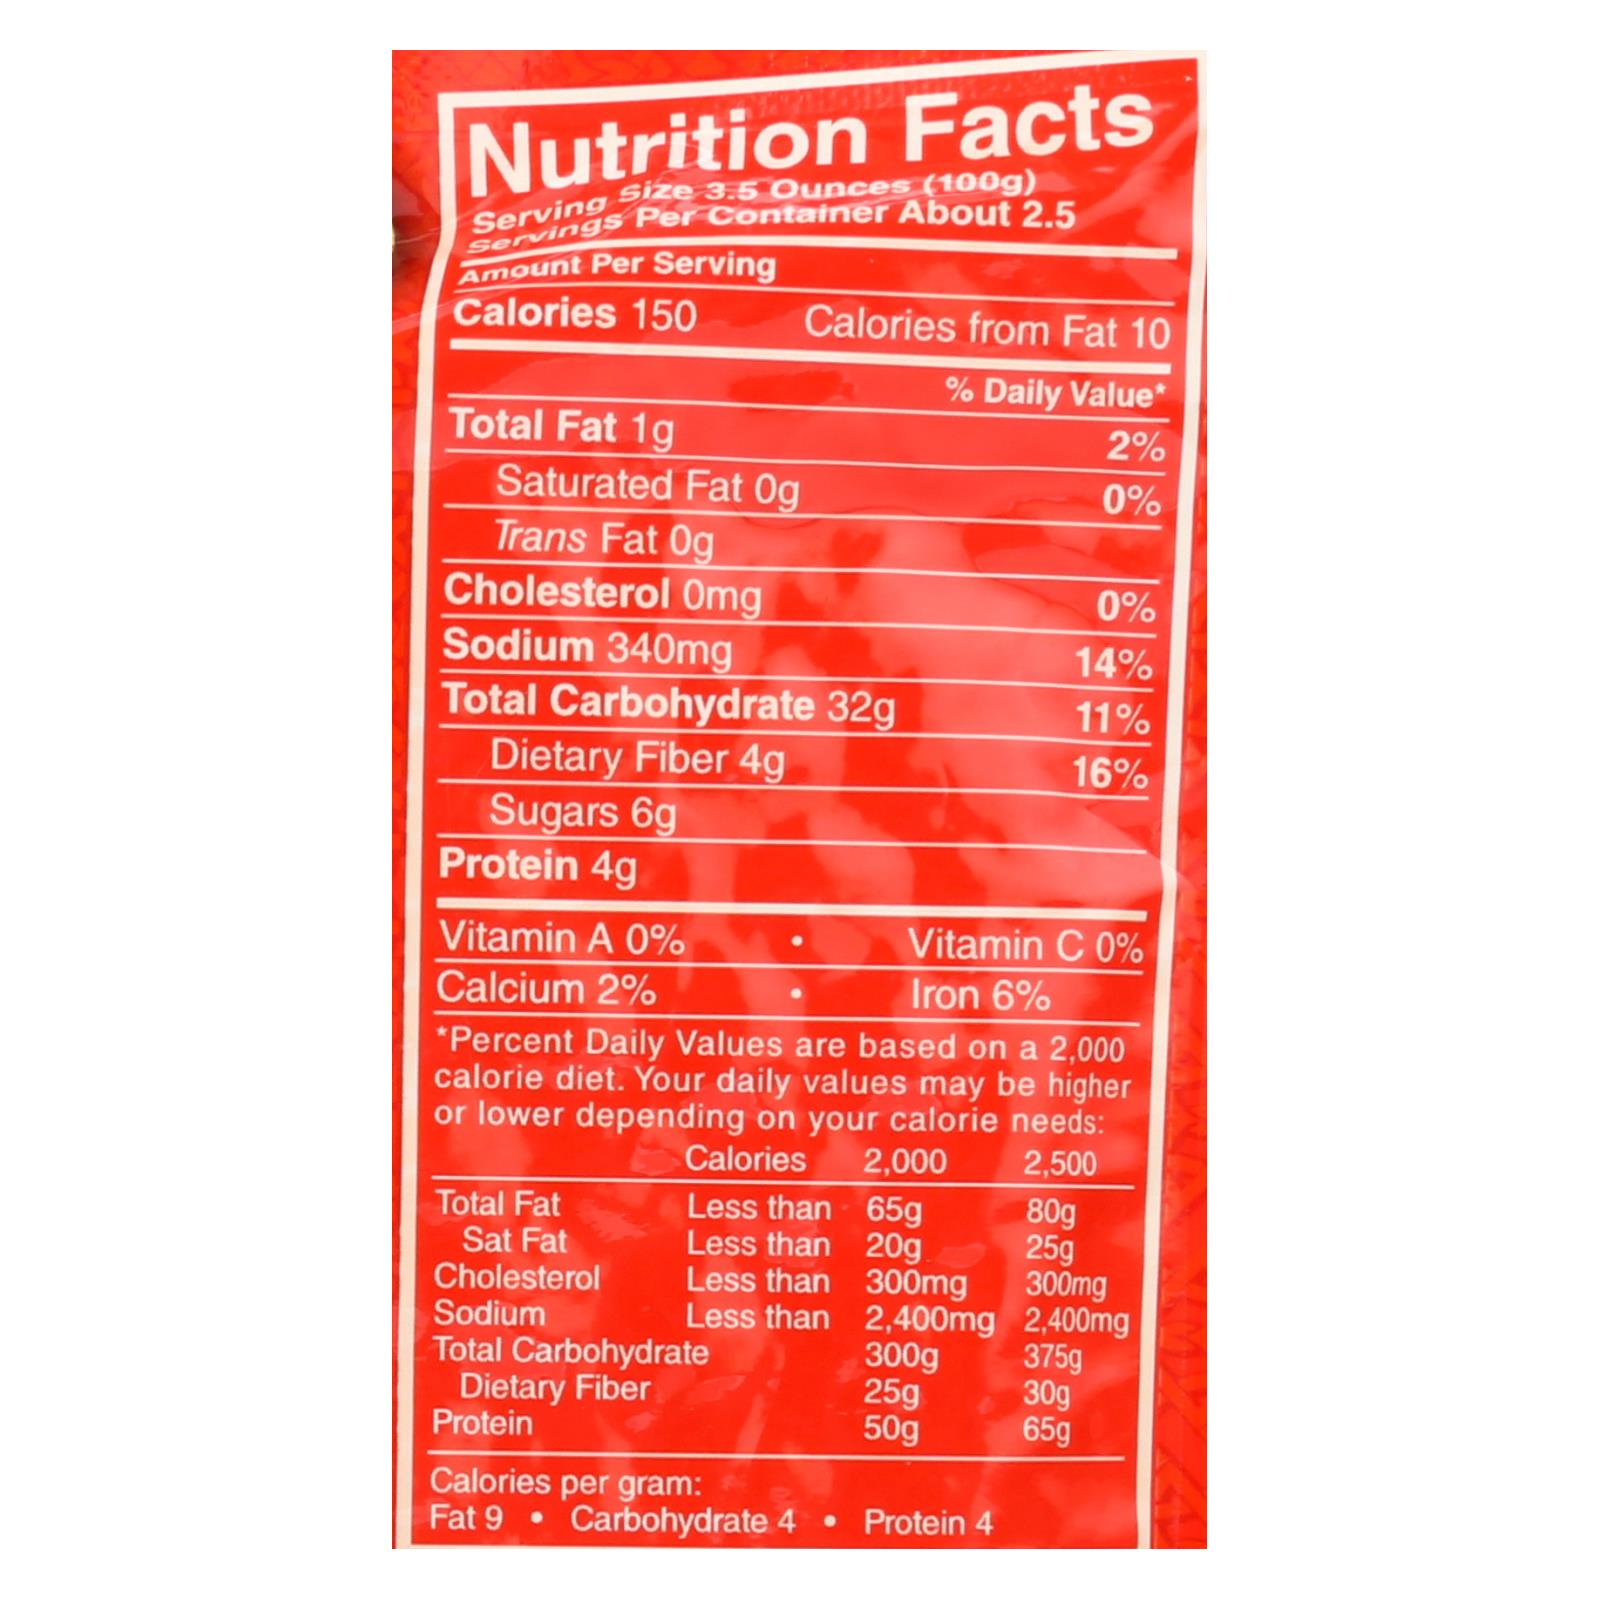 Nutrition Facts
Serving Size 3.5 Ounces (100g)
Servings Per Container About 2.5
Amount Per Serving
Calories 150 Calories from Fat 10
% Daily Value*
Total Fat 1g 2%
Saturated Fat 0g 0%
Trans Fat 0g
Cholesterol 0mg 0%
Sodium 340mg 14%
Total Carbohydrate 32g 11%
Dietary Fiber 4g 16%
Sugars 6g
Protein 4g
Vitamin A 0% • Vitamin C 0%
Calcium 2% • Iron 6%
*Percent Daily Values are based on a 2,000
calorie diet. Your daily values may be higher
or lower depending on your calorie needs:
Calories 2,000 2,500
Total Fat Less than 65g 80g
Sat Fat Less than 20g 25g
Cholesterol Less than 300mg 300mg
Sodium Less than 2,400mg 2,400mg
Total Carbohydrate 300g 375g
Dietary Fiber 25g 30g
Protein 50g 65g
Calories per gram:
Fat 9 • Carbohydrate 4 • Protein 4